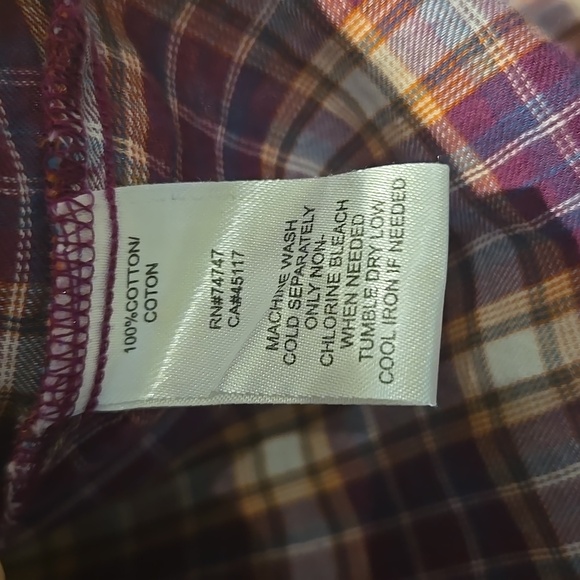 100%COTTON/
COTON
RN#74747
CA#45117
MACHINE WASH
COLD SEPARATELY
ONLY NON-
CHLORINE BLEACH
WHEN NEEDED
TUMBLE DRY LOW
COOL IRON IF NEEDED